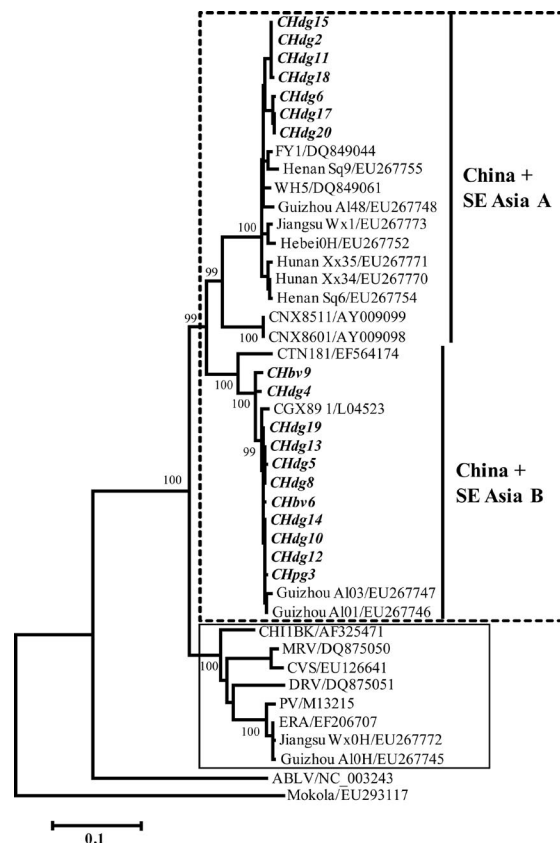 CHdg15
CHdg2
CHdg11
CHdg18
CHdg6
CHdg17
CHdg20
FY1/DQ849044
Henan Sq9/EU267755
WH5/DQ849061
Guizhou Al48/EU267748
Jiangsu Wx1/EU267773
Hebei0H/EU267752
Hunan Xx35/EU267771
Hunan Xx34/EU267770
Henan Sq6/EU267754
CNX8511/AY009099
CNX8601/AY009098
China +
SE Asia A
100
99
100
99
CTN181/EF564174
CHbv9
CHdg4
CGX89 1/L04523
CHdg19
CHdg13
CHdg5
CHdg8
CHbv6
CHdg14
CHdg10
CHdg12
CHpg3
Guizhou Al03/EU267747
Guizhou Al01/EU267746
China +
SE Asia B
100
100
99
100
CHI1BK/AF325471
MRV/DQ875050
CVS/EU126641
DRV/DQ875051
PV/M13215
ERA/EF206707
Jiangsu Wx0H/EU267772
Guizhou Al0H/EU267745
100
100
ABLV/NC_003243
Mokola/EU293117
0.1